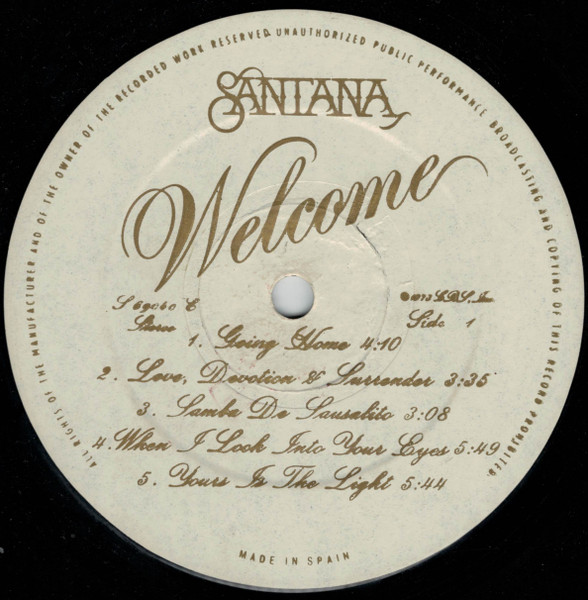 ALL RIGHTS OF THE MANUFACTURER AND OF THE OWNER OF THE RECORDED WORK RESERVED. UNAUTHORIZED PUBLIC PERFORMANCE BROADCASTING AND COPYING OF THIS RECORD PROHIBITED
SANTANA
Welcome
S 69040 E
Stereo
Side 1
1. Going Home 4:10
2. Love, Devotion & Surrender 3:35
3. Samba De Sausalito 3:08
4. When I Look Into Your Eyes 5:49
5. Yours Is The Light 5:44
MADE IN SPAIN